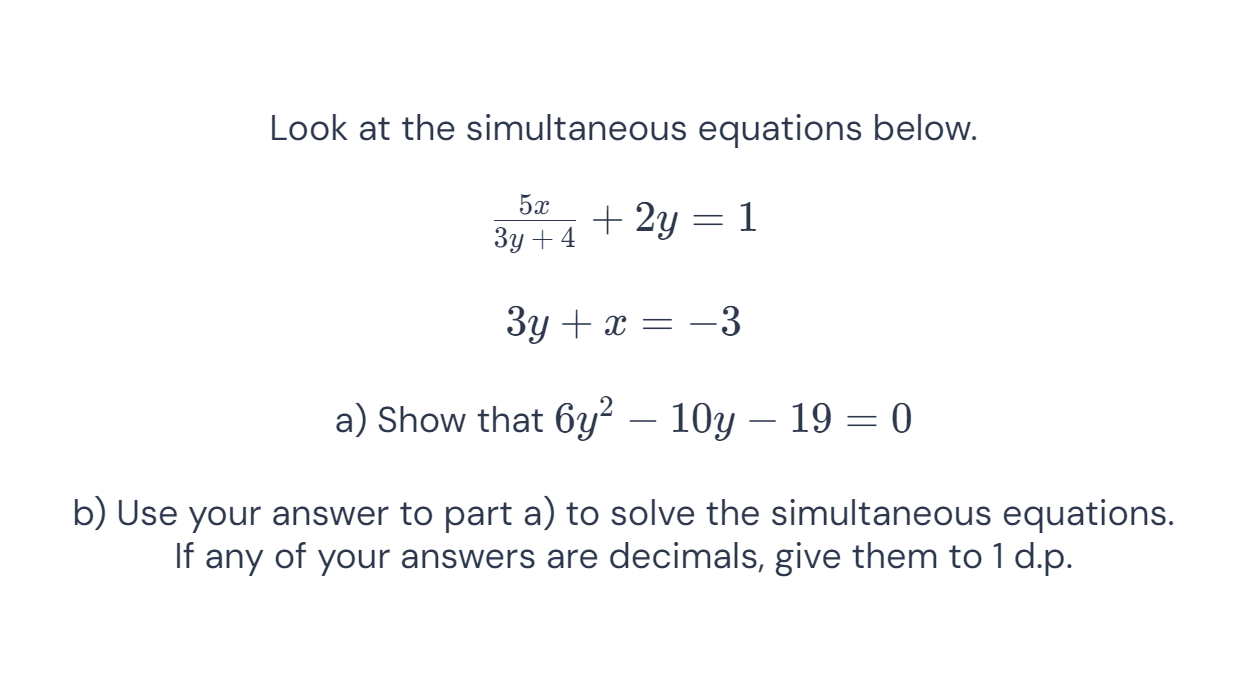 Look at the simultaneous equations below.
\frac{5x}{3y + 4} + 2y = 1
3y + x = −3
a) Show that 6y² − 10y − 19 = 0
b) Use your answer to part a) to solve the simultaneous equations.
If any of your answers are decimals, give them to 1 d.p.